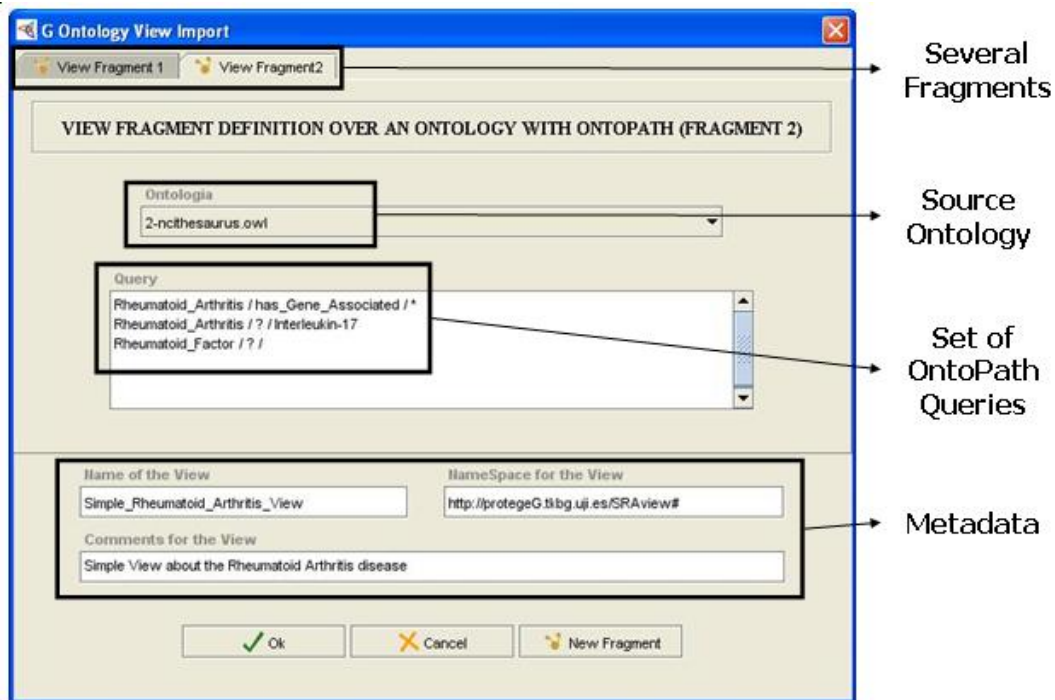 G Ontology View Import
View Fragment 1
View Fragment2
Several
Fragments
VIEW FRAGMENT DEFINITION OVER AN ONTOLOGY WITH ONTOPATH (FRAGMENT 2)
Ontologia
2-ncithesaurus.owl
Source
Ontology
Query
Rheumatoid_Arthritis / has_Gene_Associated / *
Rheumatoid_Arthritis / ? / Interleukin-17
Rheumatoid_Factor / ? /
Set of
OntoPath
Queries
Name of the View
NameSpace for the View
Simple_Rheumatoid_Arthritis_View
http://protegeG.tkbg.uji.es/SRAview#
Comments for the View
Simple View about the Rheumatoid Arthritis disease
Metadata
Ok
Cancel
New Fragment